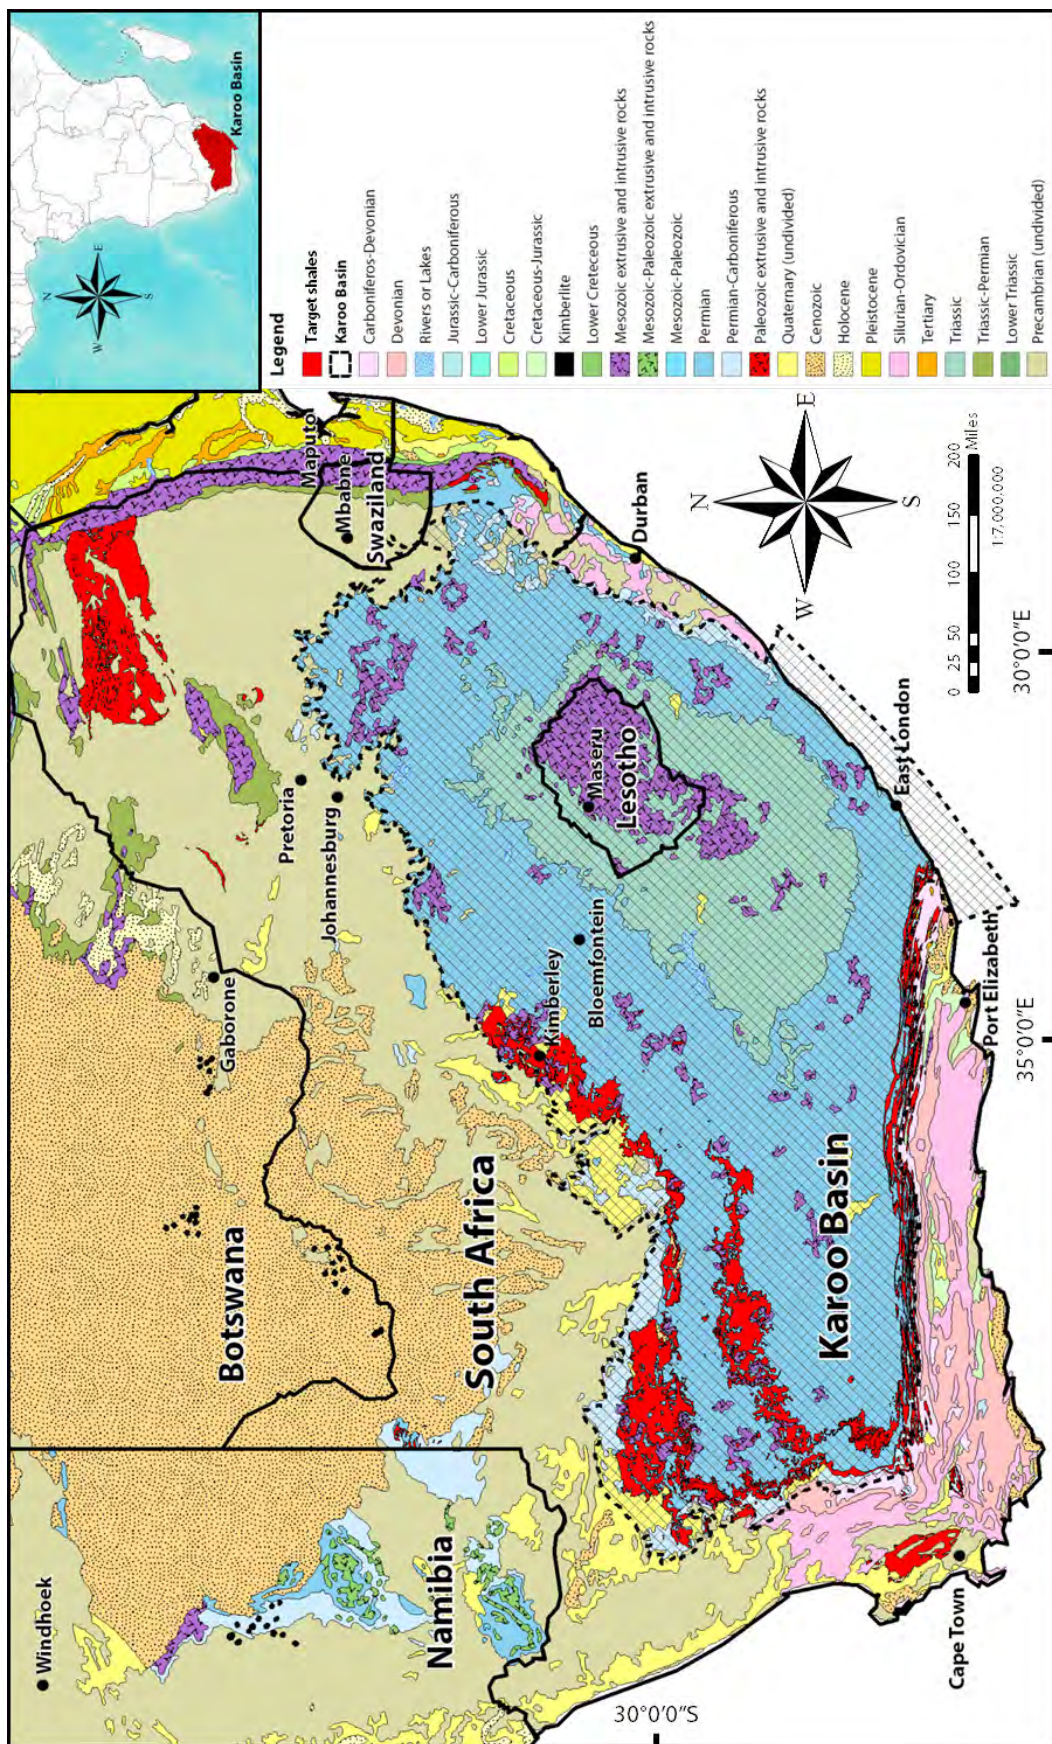 Karoo Basin
N
E
S
W
Legend
Target shales
Karoo Basin
Carboniferos-Devonian
Devonian
Rivers or Lakes
Jurassic-Carboniferous
Lower Jurassic
Cretaceous
Cretaceous-Jurassic
Kimberlite
Lower Creteceous
Mesozoic extrusive and intrusive rocks
Mesozoic-Paleozoic extrusive and intrusive rocks
Mesozoic-Paleozoic
Permian
Permian-Carboniferous
Paleozoic extrusive and intrusive rocks
Quaternary (undivided)
Cenozoic
Holocene
Pleistocene
Silurian-Ordovician
Tertiary
Triassic
Triassic-Permian
Lower Triassic
Precambrian (undivided)
Windhoek
Namibia
Botswana
Gaborone
South Africa
Pretoria
Johannesburg
Maputo
Mbabne
Swaziland
Kimberley
Bloemfontein
Maseru
Lesotho
Durban
Karoo Basin
East London
Port Elizabeth
Cape Town
N
E
S
W
0 25 50 100 150 200
Miles
1:7.000.000
30°0'0"S
35°0'0"E
30°0'0"E